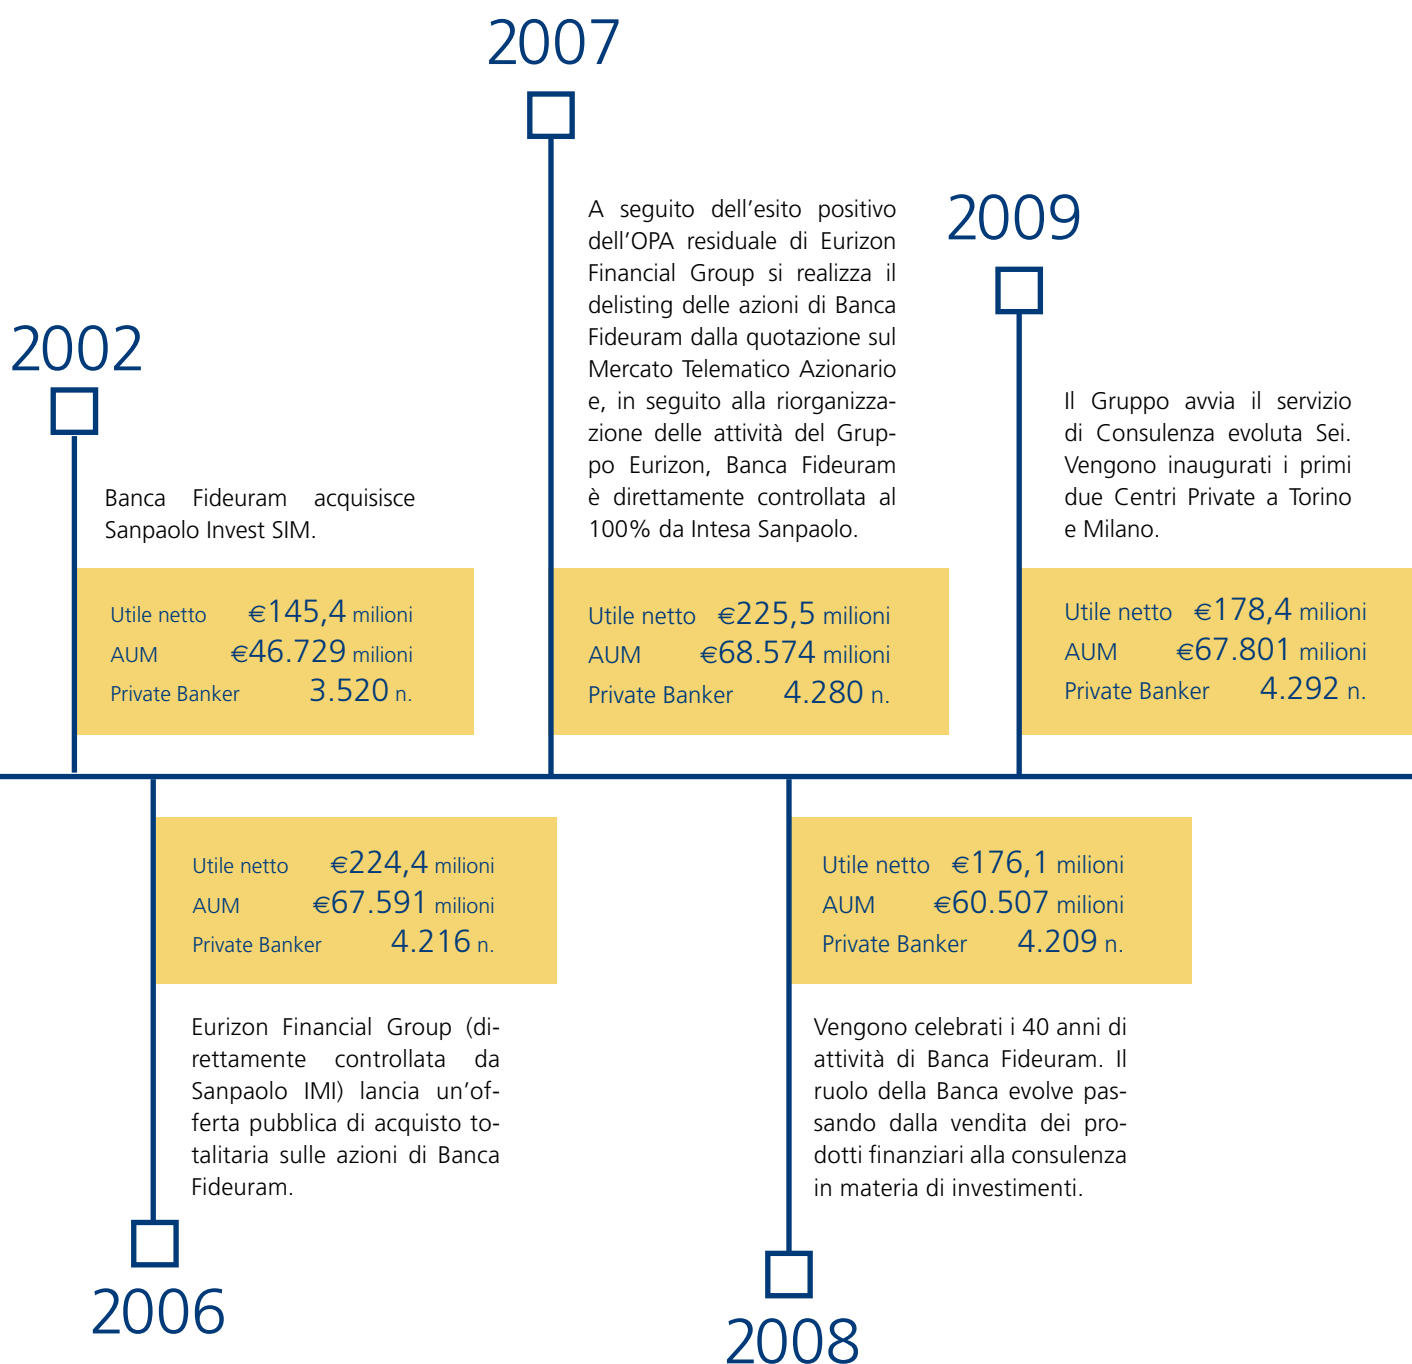 2002
Banca Fideuram acquisisce
Sanpaolo Invest SIM.
Utile netto €145,4 milioni
AUM €46.729 milioni
Private Banker 3.520 n.
2006
Utile netto €224,4 milioni
AUM €67.591 milioni
Private Banker 4.216 n.
Eurizon Financial Group (di-
rettamente controllata da
Sanpaolo IMI) lancia un’of-
ferta pubblica di acquisto to-
talitaria sulle azioni di Banca
Fideuram.
2007
A seguito dell’esito positivo
dell’OPA residuale di Eurizon
Financial Group si realizza il
delisting delle azioni di Banca
Fideuram dalla quotazione sul
Mercato Telematico Azionario
e, in seguito alla riorganizza-
zione delle attività del Grup-
po Eurizon, Banca Fideuram
è direttamente controllata al
100% da Intesa Sanpaolo.
Utile netto €225,5 milioni
AUM €68.574 milioni
Private Banker 4.280 n.
2008
Utile netto €176,1 milioni
AUM €60.507 milioni
Private Banker 4.209 n.
Vengono celebrati i 40 anni di
attività di Banca Fideuram. Il
ruolo della Banca evolve pas-
sando dalla vendita dei pro-
dotti finanziari alla consulenza
in materia di investimenti.
2009
Il Gruppo avvia il servizio
di Consulenza evoluta Sei.
Vengono inaugurati i primi
due Centri Private a Torino
e Milano.
Utile netto €178,4 milioni
AUM €67.801 milioni
Private Banker 4.292 n.